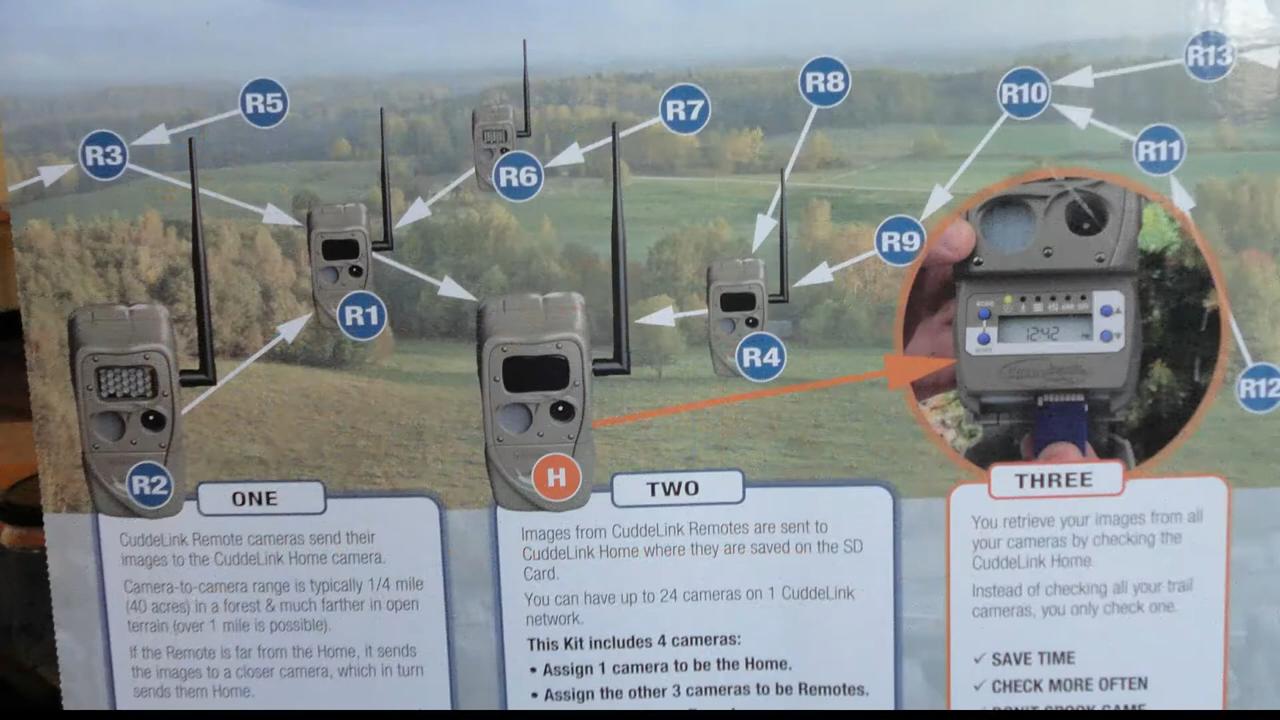 R13
R8
R10
R5
R7
R11
R3
R6
R9
R1
12:42
R4
R12
H
R2
ONE
CuddeLink Remote cameras send their
images to the CuddeLink Home camera.
Camera-to-camera range is typically 1/4 mile
(40 acres) in a forest & much farther in open
terrain (over 1 mile is possible).
If the Remote is far from the Home, it sends
the images to a closer camera, which in turn
sends them Home.
TWO
Images from CuddeLink Remotes are sent to
CuddeLink Home where they are saved on the SD
Card.
You can have up to 24 cameras on 1 CuddeLink
network.
This Kit includes 4 cameras:
• Assign 1 camera to be the Home.
• Assign the other 3 cameras to be Remotes.
THREE
You retrieve your images from all
your cameras by checking the
CuddeLink Home.
Instead of checking all your trail
cameras, you only check one.
✓ SAVE TIME
✓ CHECK MORE OFTEN
DON'T SPOOK GAME